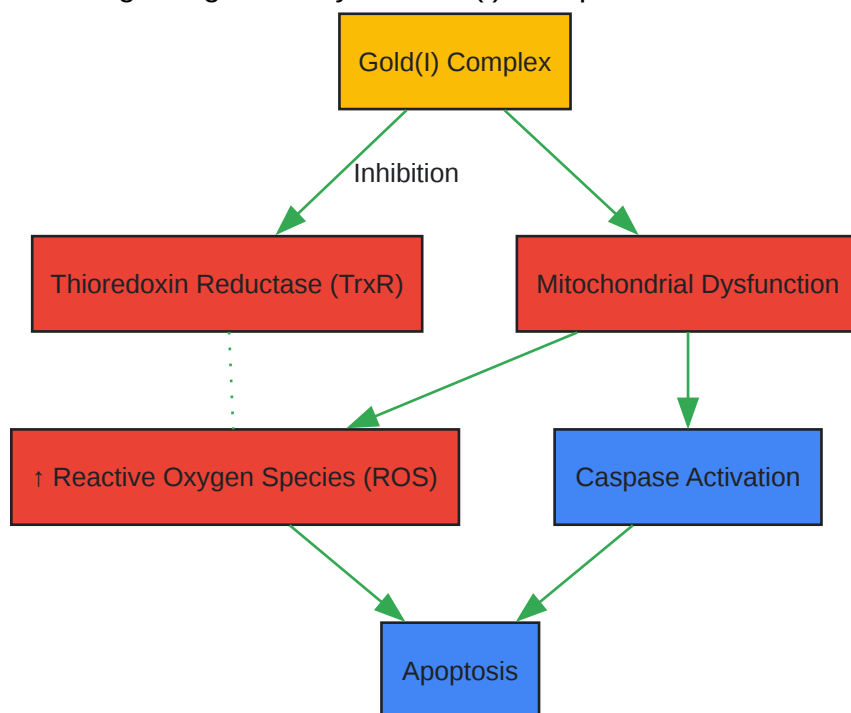 Gold(I) Complex
Inhibition
Thioredoxin Reductase (TrxR)
Mitochondrial Dysfunction
↑ Reactive Oxygen Species (ROS)
Caspase Activation
Apoptosis